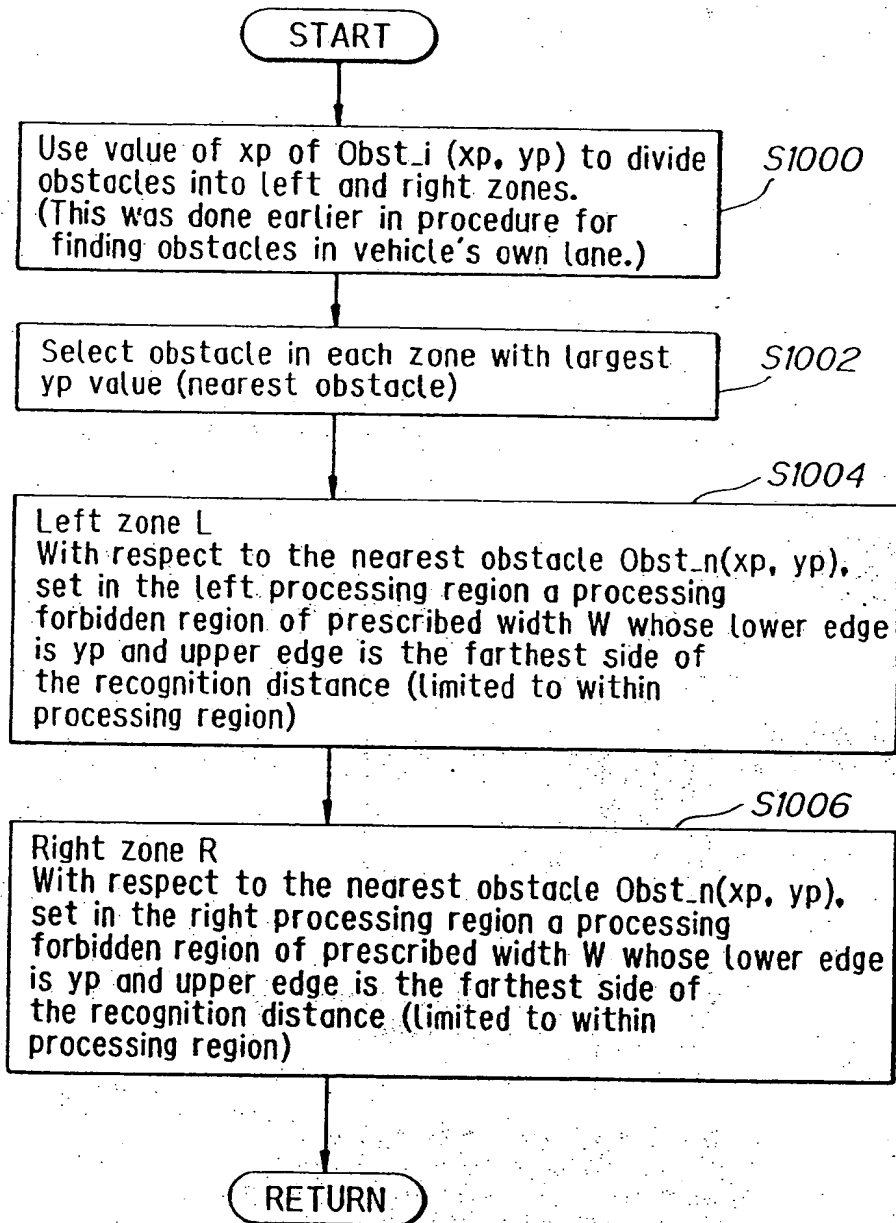 START
Use value of xp of Obst_i (xp, yp) to divide
obstacles into left and right zones.
(This was done earlier in procedure for
finding obstacles in vehicle's own lane.)
S1000
Select obstacle in each zone with largest
yp value (nearest obstacle)
S1002
S1004
Left zone L
With respect to the nearest obstacle Obst_n(xp, yp),
set in the left processing region a processing
forbidden region of prescribed width W whose lower edge
is yp and upper edge is the farthest side of
the recognition distance (limited to within
processing region)
S1006
Right zone R
With respect to the nearest obstacle Obst_n(xp, yp),
set in the right processing region a processing
forbidden region of prescribed width W whose lower edge
is yp and upper edge is the farthest side of
the recognition distance (limited to within
processing region)
RETURN